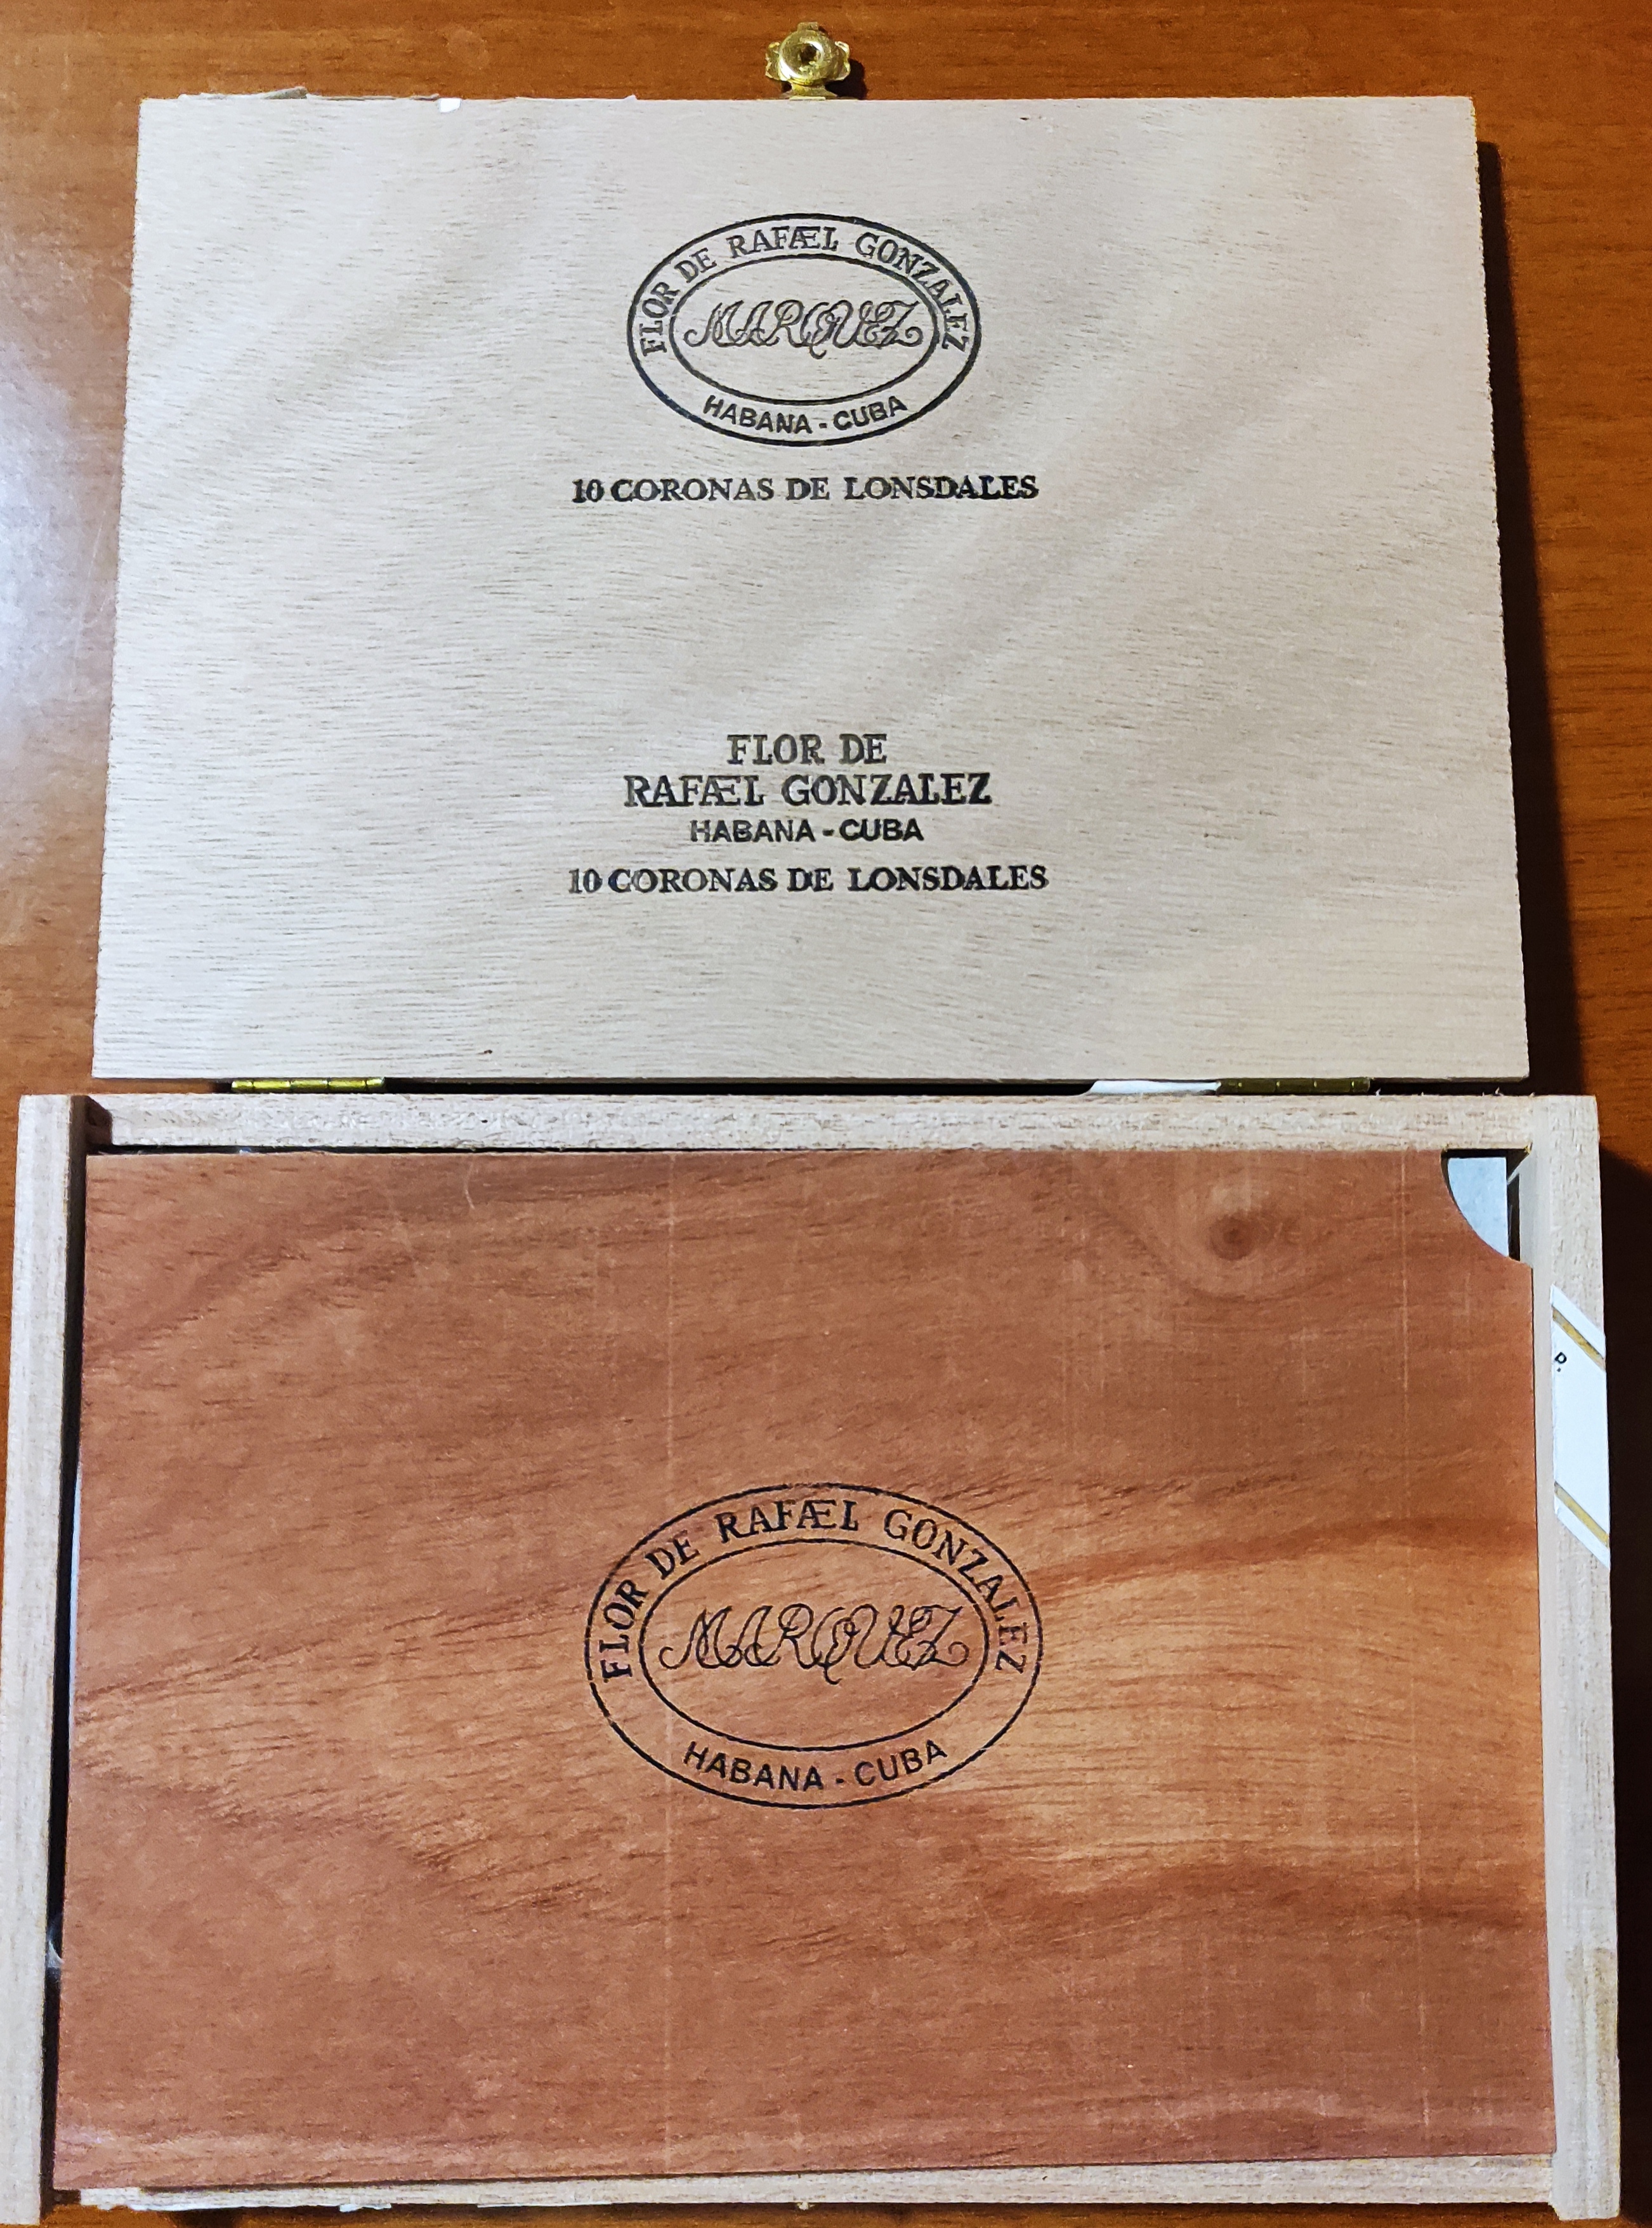 FLOR DE RAFÆL GONZALEZ
MARQUEZ
HABANA - CUBA
10 CORONAS DE LONSDALES
FLOR DE
RAFÆL GONZALEZ
HABANA - CUBA
10 CORONAS DE LONSDALES
P.
FLOR DE RAFÆL GONZALEZ
MARQUEZ
HABANA - CUBA